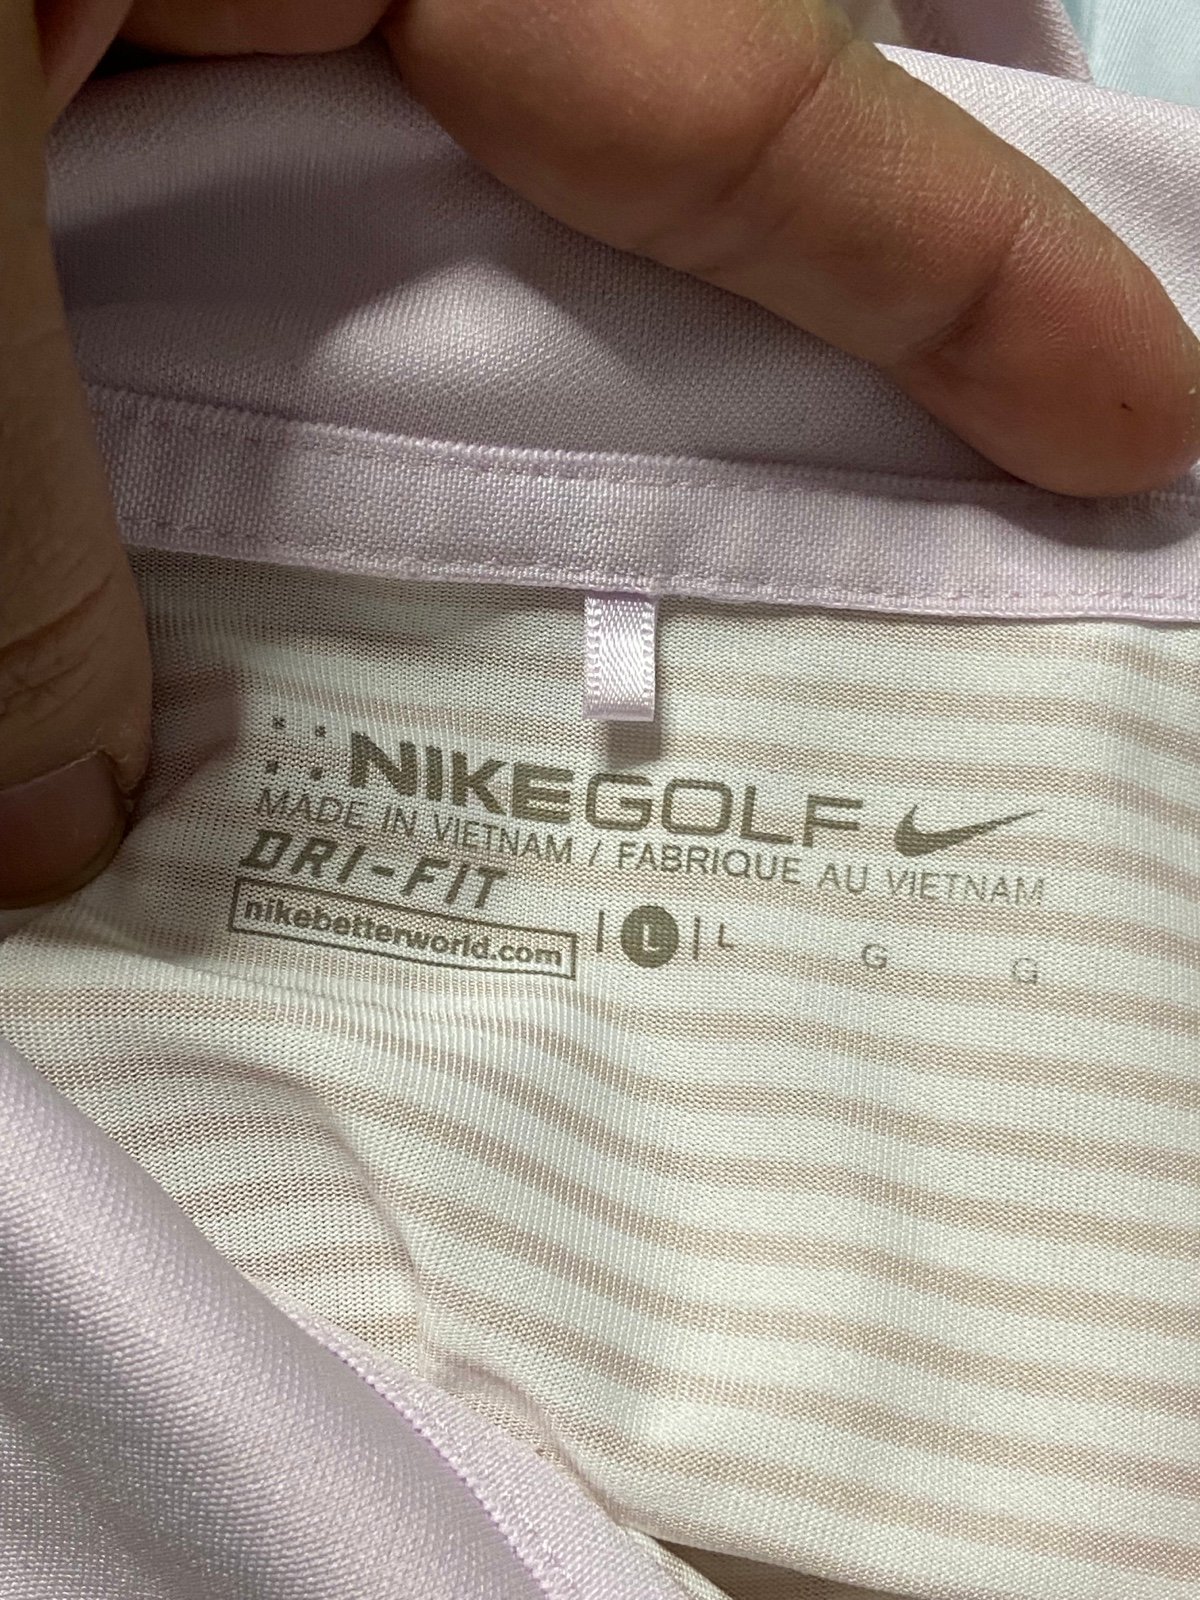 NIKEGOLF
MADE IN VIETNAM / FABRIQUE AU VIETNAM
DRI-FIT
nikebetterworld.com | L | L G G